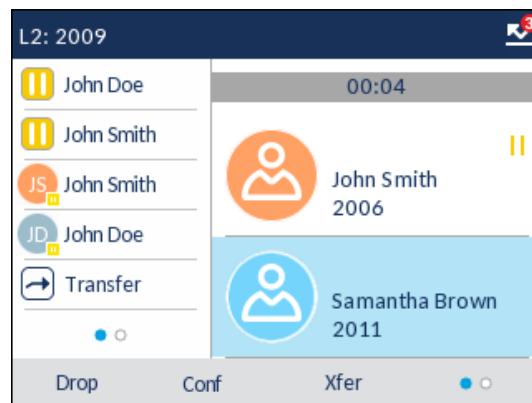 L2: 2009
3
John Doe
John Smith
JS John Smith
JD John Doe
Transfer
00:04
John Smith
2006
Samantha Brown
2011
Drop Conf Xfer